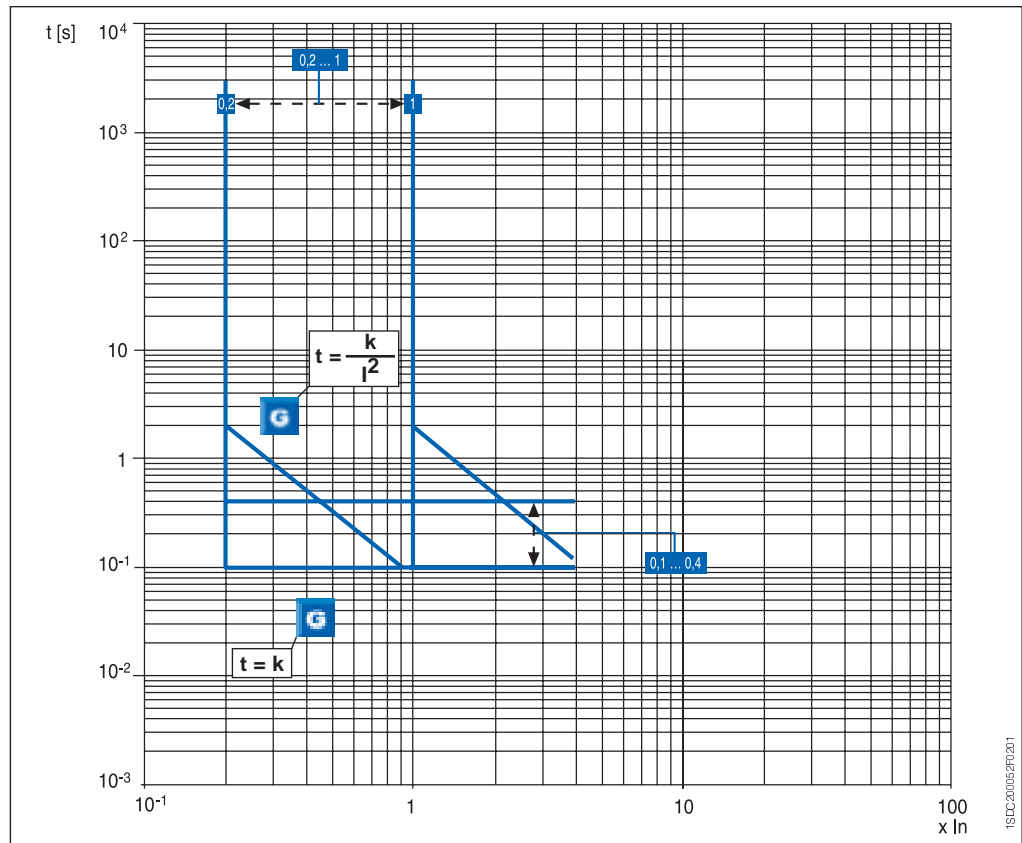 t [s]
10⁴
0,2 ... 1
0,2
1
10³
10²
t = k / I²
10
G
1
0,1 ... 0,4
10⁻¹
G
t = k
10⁻²
10⁻³
10⁻¹
1
10
100
x In
1SDC200052F0201